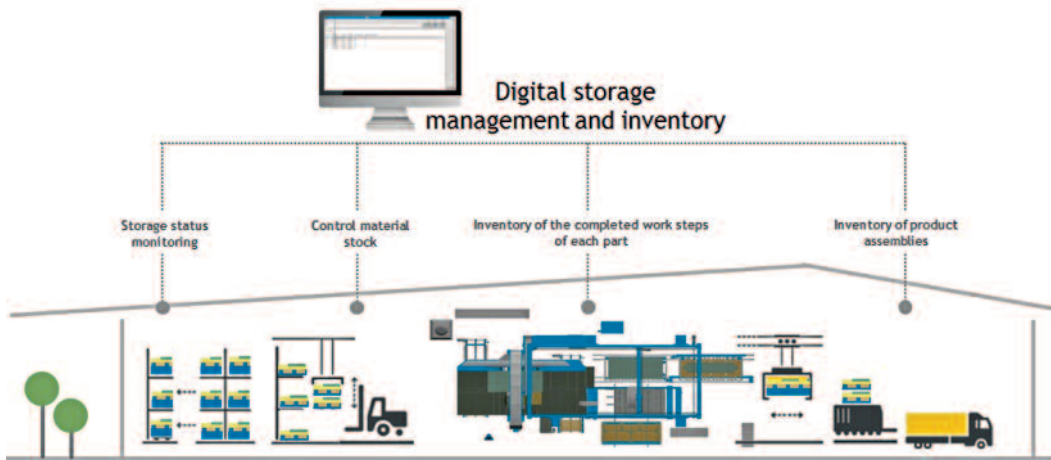 Digital storage
management and inventory
Storage status
monitoring
Control material
stock
Inventory of the completed work steps
of each part
Inventory of product
assemblies